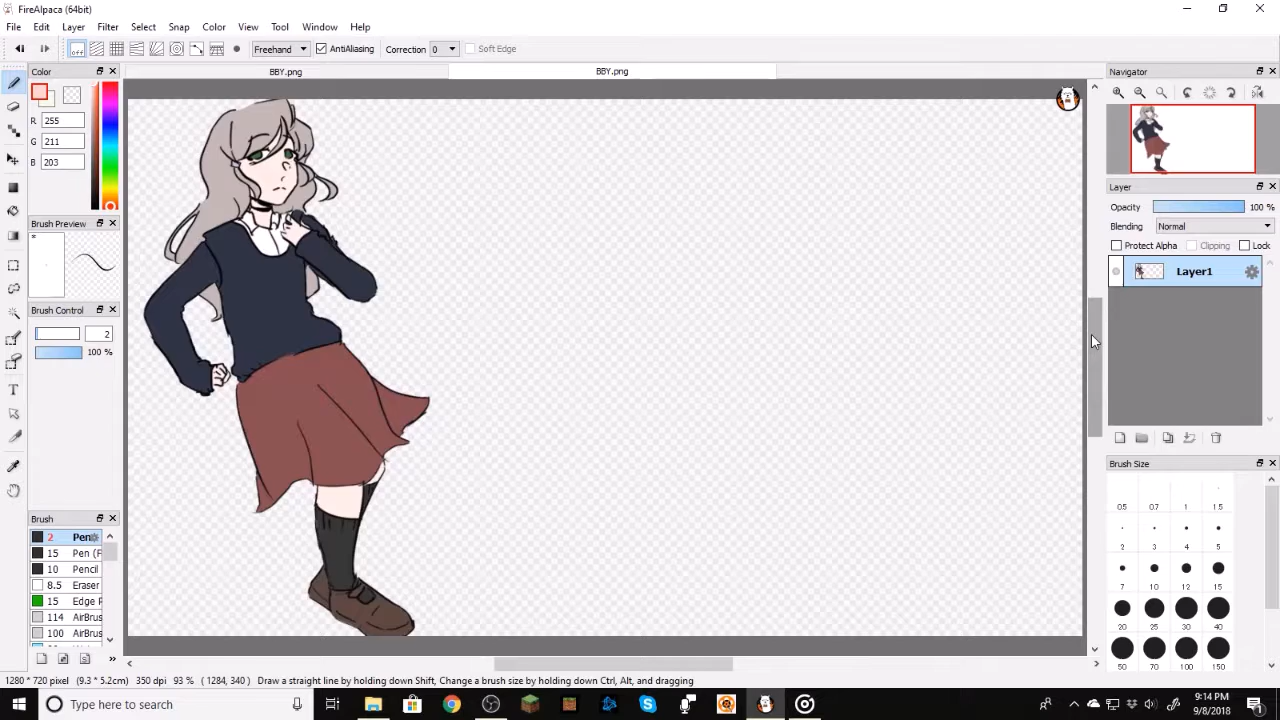 FireAlpaca (64bit)
File Edit Layer Filter Select Snap Color View Tool Window Help
off Freehand AntiAliasing Correction 0 Soft Edge
Color BBY.png BBY.png Navigator
R 255
G 211
B 203
Layer
Opacity 100 %
Brush Preview Blending Normal
* Protect Alpha Clipping Lock
Layer1
Brush Control
2
100 %
Brush Size
05 07 1 1.5
Brush
2 Pen 2 3 4 5
15 Pen (F
10 Pencil 7 10 12 15
8.5 Eraser
15 Edge P
114 AirBrus 20 25 30 40
100 AirBrus
50 70 100 150
1280 * 720 pixel (9.3 * 5.2cm) 350 dpi 93 % (1284, 340) Draw a straight line by holding down Shift, Change a brush size by holding down Ctrl, Alt, and dragging
Type here to search
9:14 PM
9/8/2018
1